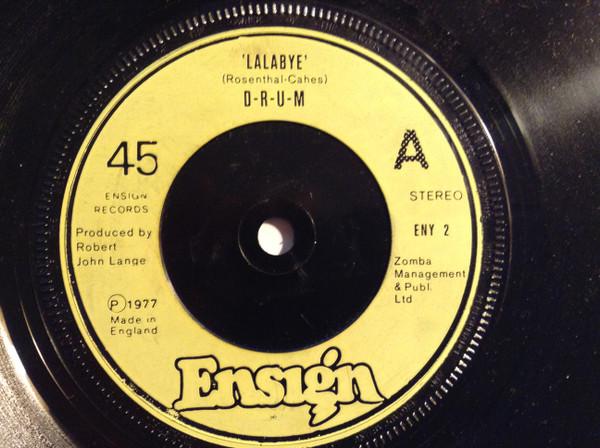 'LALABYE'
(Rosenthal-Cahes)
D-R-U-M
45
A
ENSIGN
RECORDS
STEREO
Produced by
Robert
John Lange
ENY 2
Zomba
Management
& Publ.
Ltd
Ⓟ1977
Made in
England
Ensign